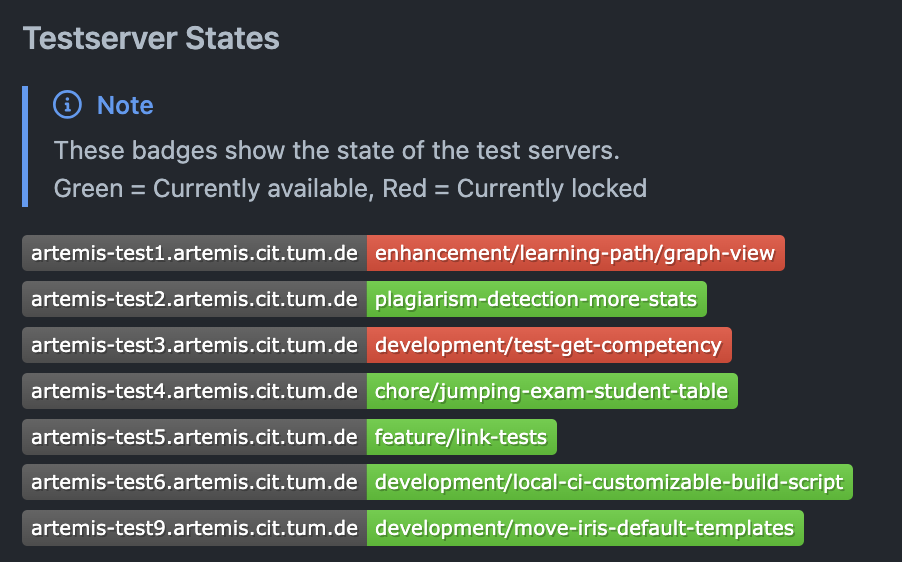 Testserver States
Note
These badges show the state of the test servers.
Green = Currently available, Red = Currently locked
artemis-test1.artemis.cit.tum.de enhancement/learning-path/graph-view
artemis-test2.artemis.cit.tum.de plagiarism-detection-more-stats
artemis-test3.artemis.cit.tum.de development/test-get-competency
artemis-test4.artemis.cit.tum.de chore/jumping-exam-student-table
artemis-test5.artemis.cit.tum.de feature/link-tests
artemis-test6.artemis.cit.tum.de development/local-ci-customizable-build-script
artemis-test9.artemis.cit.tum.de development/move-iris-default-templates